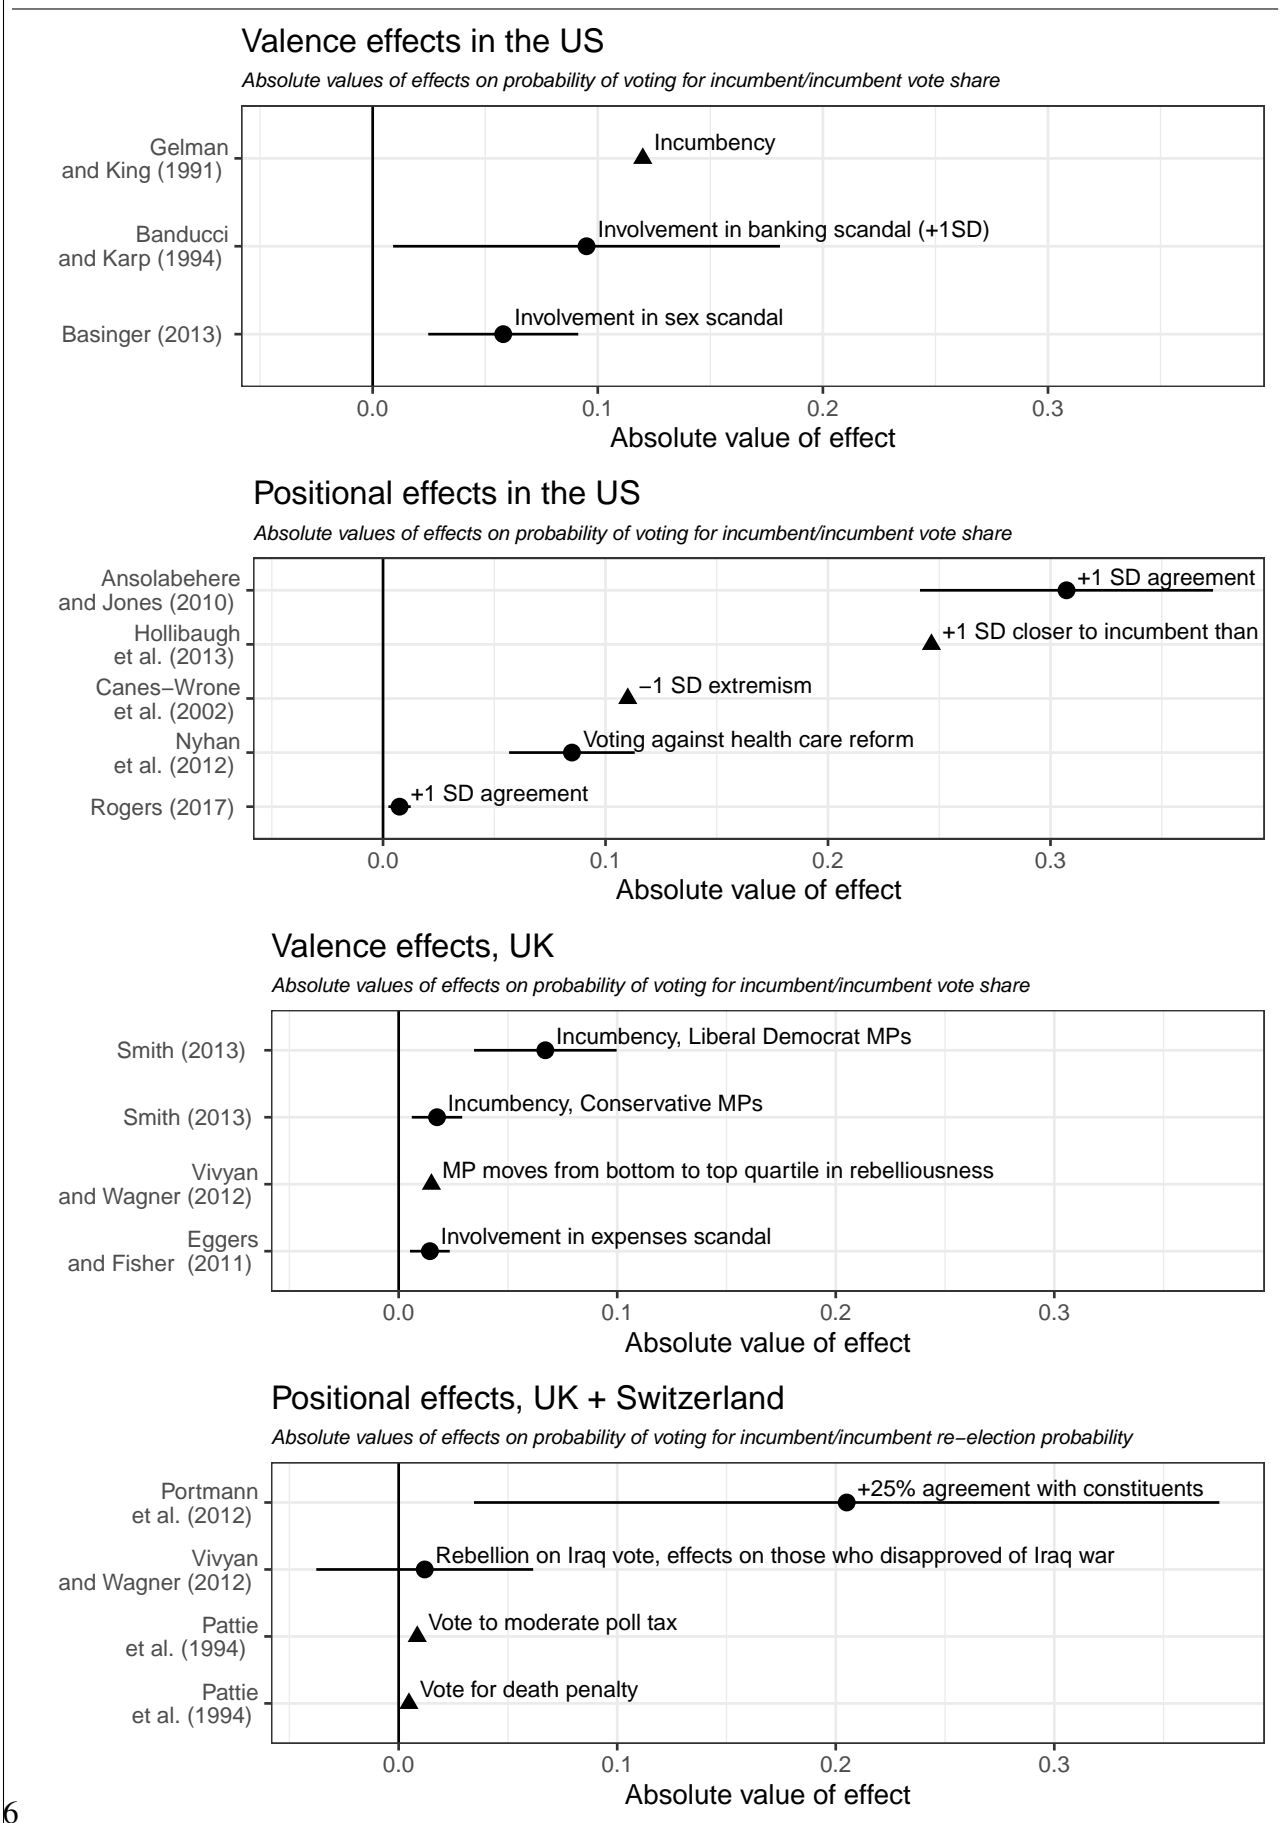 Valence effects in the US
Absolute values of effects on probability of voting for incumbent/incumbent vote share
Gelman
and King (1991)
Incumbency
Banducci
and Karp (1994)
Involvement in banking scandal (+1SD)
Basinger (2013)
Involvement in sex scandal
0.0 0.1 0.2 0.3
Absolute value of effect
Positional effects in the US
Absolute values of effects on probability of voting for incumbent/incumbent vote share
Ansolabehere
and Jones (2010)
+1 SD agreement
Hollibaugh
et al. (2013)
+1 SD closer to incumbent than
Canes−Wrone
et al. (2002)
−1 SD extremism
Nyhan
et al. (2012)
Voting against health care reform
Rogers (2017)
+1 SD agreement
0.0 0.1 0.2 0.3
Absolute value of effect
Valence effects, UK
Absolute values of effects on probability of voting for incumbent/incumbent vote share
Smith (2013)
Incumbency, Liberal Democrat MPs
Smith (2013)
Incumbency, Conservative MPs
Vivyan
and Wagner (2012)
MP moves from bottom to top quartile in rebelliousness
Eggers
and Fisher (2011)
Involvement in expenses scandal
0.0 0.1 0.2 0.3
Absolute value of effect
Positional effects, UK + Switzerland
Absolute values of effects on probability of voting for incumbent/incumbent re−election probability
Portmann
et al. (2012)
+25% agreement with constituents
Vivyan
and Wagner (2012)
Rebellion on Iraq vote, effects on those who disapproved of Iraq war
Pattie
et al. (1994)
Vote to moderate poll tax
Pattie
et al. (1994)
Vote for death penalty
0.0 0.1 0.2 0.3
Absolute value of effect
6